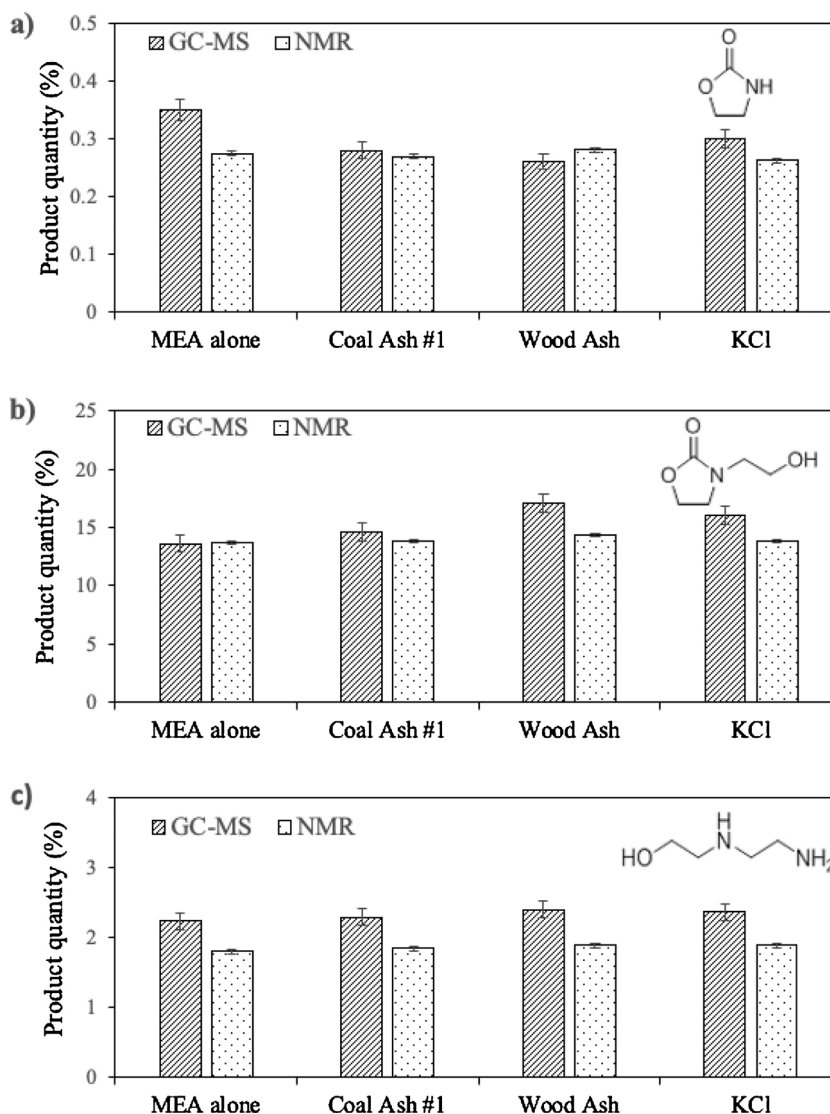 a)
0.5
0.4
0.3
0.2
0.1
0
Product quantity (%)
GC-MS NMR
O
O NH
MEA alone Coal Ash #1 Wood Ash KCl
b)
25
20
15
10
5
0
Product quantity (%)
GC-MS NMR
O
OH
O N
MEA alone Coal Ash #1 Wood Ash KCl
c)
4
3
2
1
0
Product quantity (%)
GC-MS NMR
H
N
HO NH2
MEA alone Coal Ash #1 Wood Ash KCl